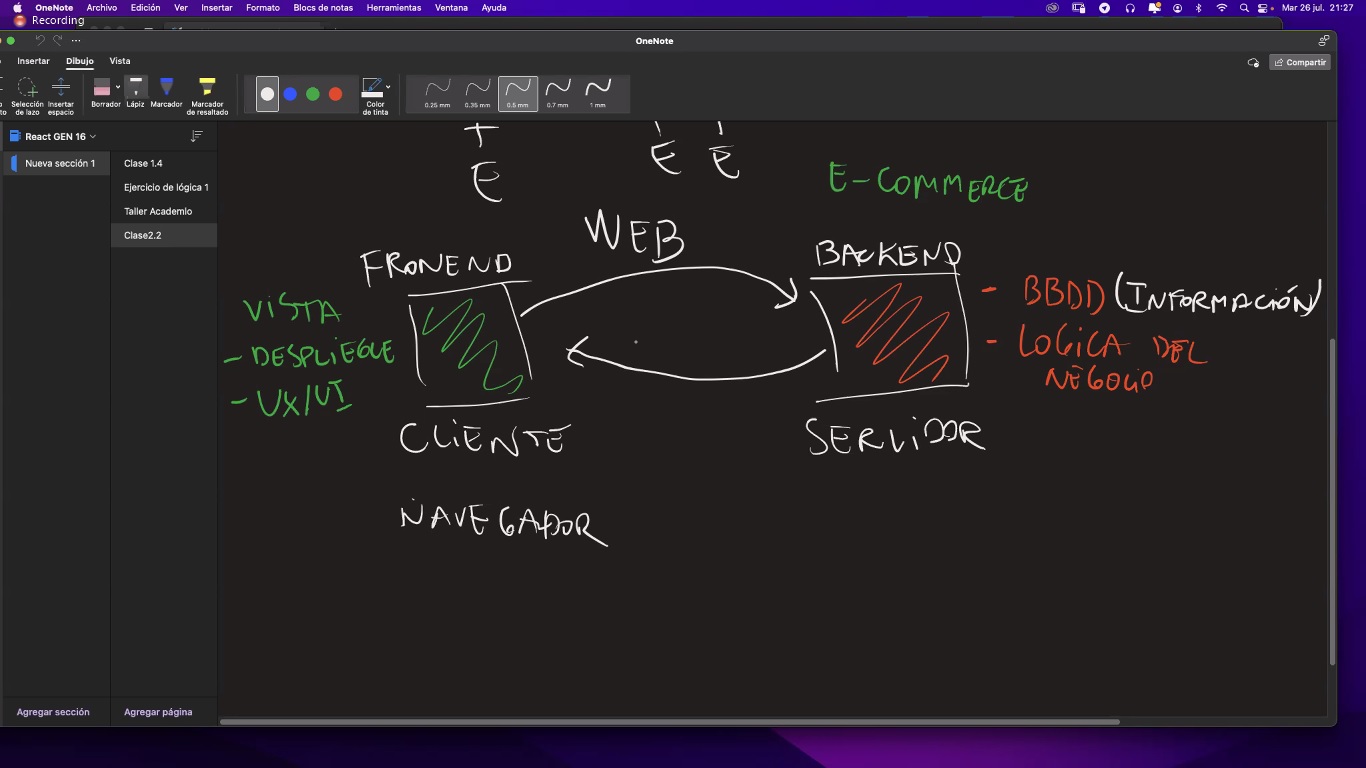 OneNote Archivo Edición Ver Insertar Formato Blocs de notas Herramientas Ventana Ayuda
Mar 26 jul. 21:27
Recording
OneNote
Insertar Dibujo Vista
Compartir
Selección de lazo
Insertar espacio
Borrador
Lápiz
Marcador
Marcador de resaltado
Color de tinta
0.25 mm
0.35 mm
0.5 mm
0.7 mm
1 mm
React GEN 16
Nueva sección 1
Clase 1.4
Ejercicio de lógica 1
Taller Academlo
Clase2.2
E
E E
E-COMMERCE
WEB
FRONEND
BACKEND
VISTA
- DESPLIEGUE
- UX/UI
- BBDD (INFORMACIÓN)
- LOGICA DEL
NEGOCIO
CLIENTE
SERVIDOR
NAVEGADOR
Agregar sección
Agregar página